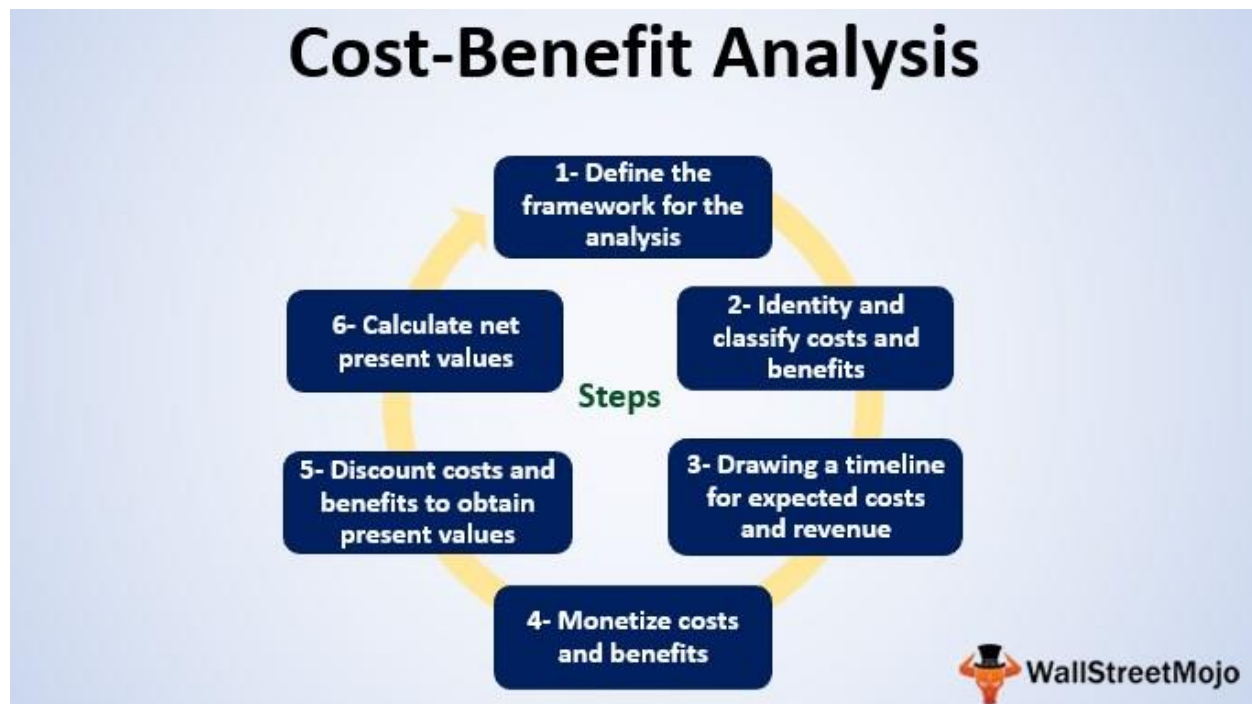 Cost-Benefit Analysis
1- Define the
framework for the
analysis
2- Identity and
classify costs and
benefits
3- Drawing a timeline
for expected costs
and revenue
4- Monetize costs
and benefits
5- Discount costs and
benefits to obtain
present values
6- Calculate net
present values
Steps
WallStreetMojo